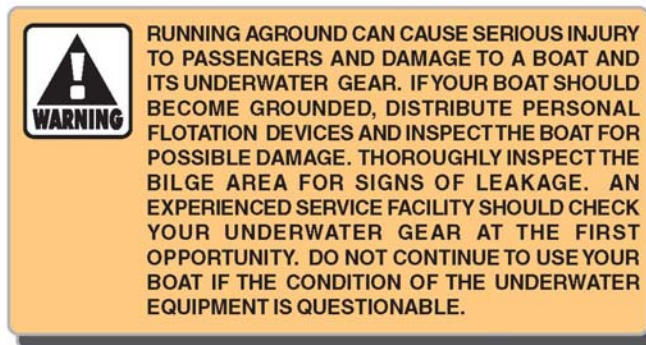 WARNING
RUNNING AGROUND CAN CAUSE SERIOUS INJURY
TO PASSENGERS AND DAMAGE TO A BOAT AND
ITS UNDERWATER GEAR. IF YOUR BOAT SHOULD
BECOME GROUNDED, DISTRIBUTE PERSONAL
FLOTATION DEVICES AND INSPECT THE BOAT FOR
POSSIBLE DAMAGE. THOROUGHLY INSPECT THE
BILGE AREA FOR SIGNS OF LEAKAGE. AN
EXPERIENCED SERVICE FACILITY SHOULD CHECK
YOUR UNDERWATER GEAR AT THE FIRST
OPPORTUNITY. DO NOT CONTINUE TO USE YOUR
BOAT IF THE CONDITION OF THE UNDERWATER
EQUIPMENT IS QUESTIONABLE.